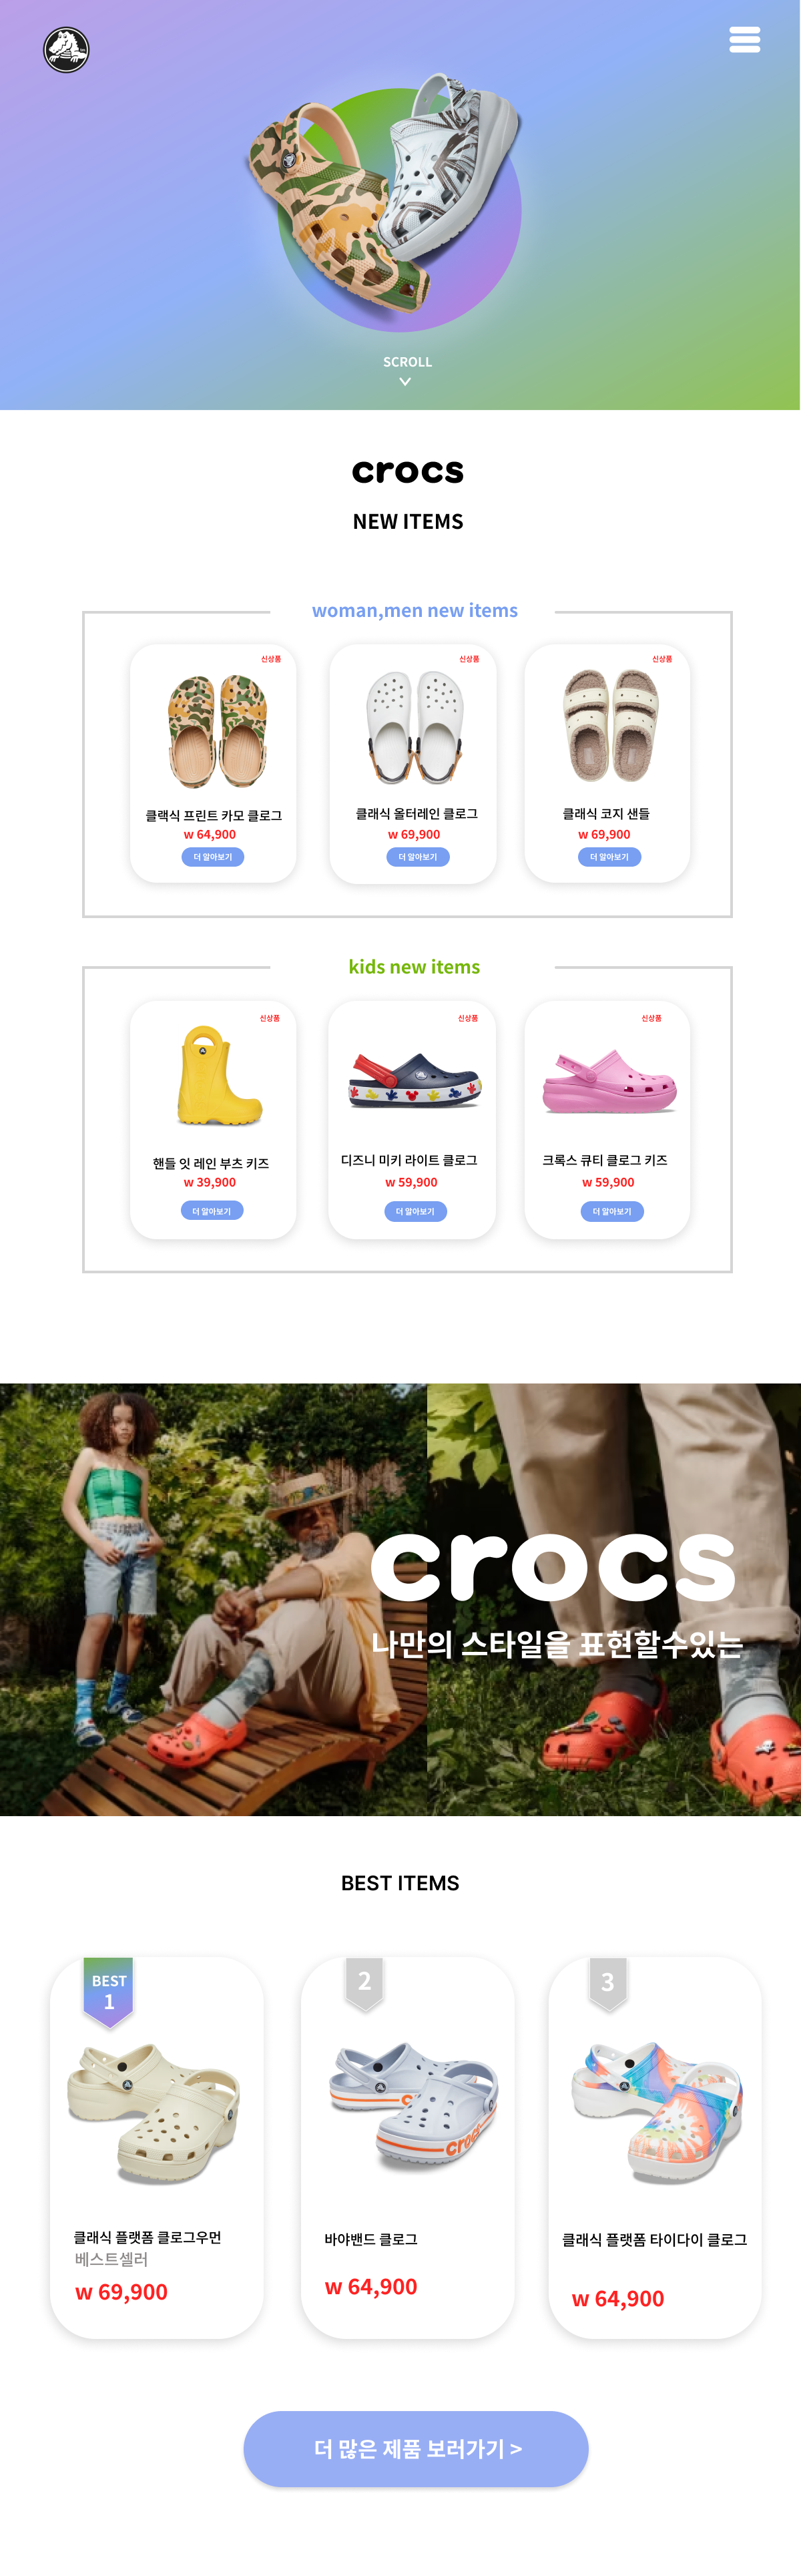 SCROLL
crocs
NEW ITEMS
woman,men new items
신상품
신상품
신상품
클랙식 프린트 카모 클로그
클래식 올터레인 클로그
클래식 코지 샌들
w 64,900
w 69,900
w 69,900
더 알아보기
더 알아보기
더 알아보기
kids new items
신상품
신상품
신상품
핸들 잇 레인 부츠 키즈
디즈니 미키 라이트 클로그
크록스 큐티 클로그 키즈
w 39,900
w 59,900
w 59,900
더 알아보기
더 알아보기
더 알아보기
crocs
나만의 스타일을 표현할수있는
BEST ITEMS
BEST
1
2
3
crocs
클래식 플랫폼 클로그우먼
베스트셀러
w 69,900
바야밴드 클로그
w 64,900
클래식 플랫폼 타이다이 클로그
w 64,900
더 많은 제품 보러가기 >